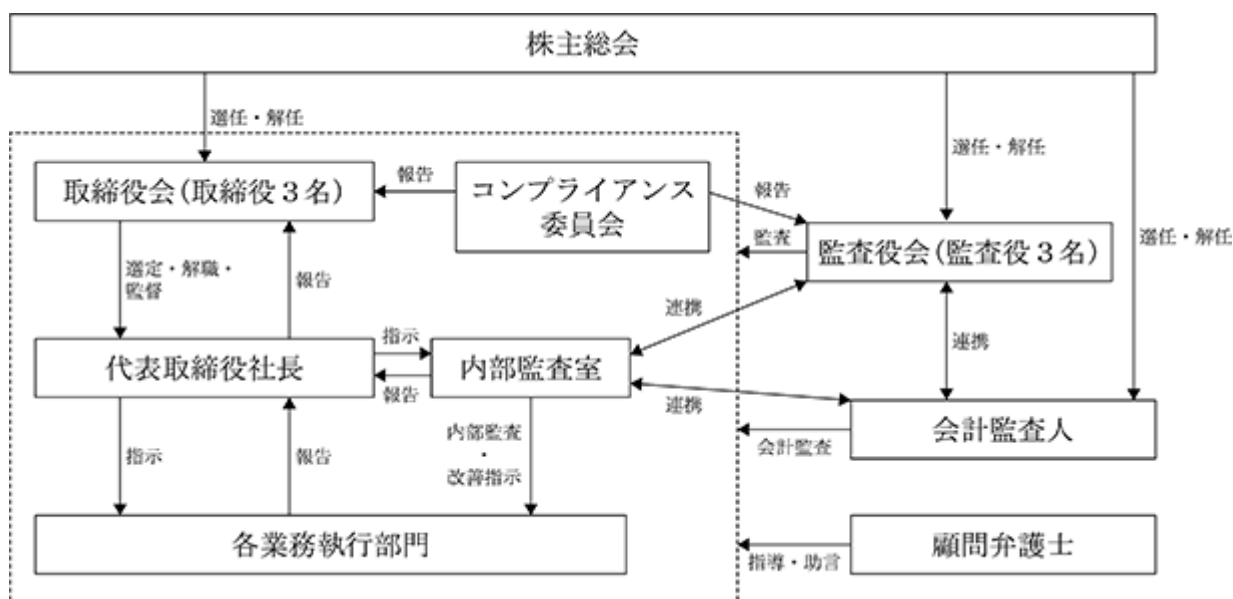 株主総会
選任・解任
選任・解任
選任・解任
取締役会(取締役3名)
報告
コンプライアンス
委員会
報告
監査
監査役会(監査役3名)
選定・解職・
監督
報告
連携
連携
代表取締役社長
指示
報告
内部監査室
連携
会計監査人
会計監査
指示
報告
内部監査
・
改善指示
各業務執行部門
顧問弁護士
指導・助言